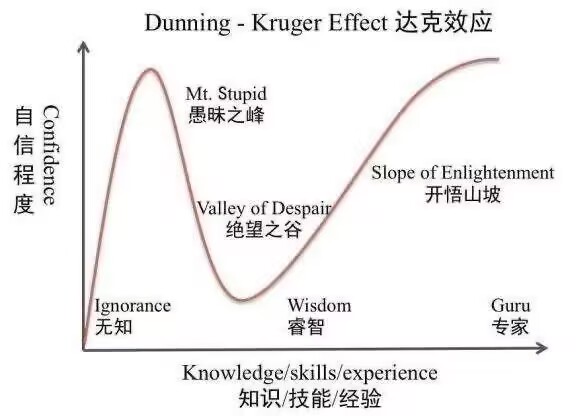 Dunning - Kruger Effect 达克效应
Mt. Stupid
愚昧之峰
Confidence
自信程度
Slope of Enlightenment
开悟山坡
Valley of Despair
绝望之谷
Ignorance
无知
Wisdom
睿智
Guru
专家
Knowledge/skills/experience
知识/技能/经验